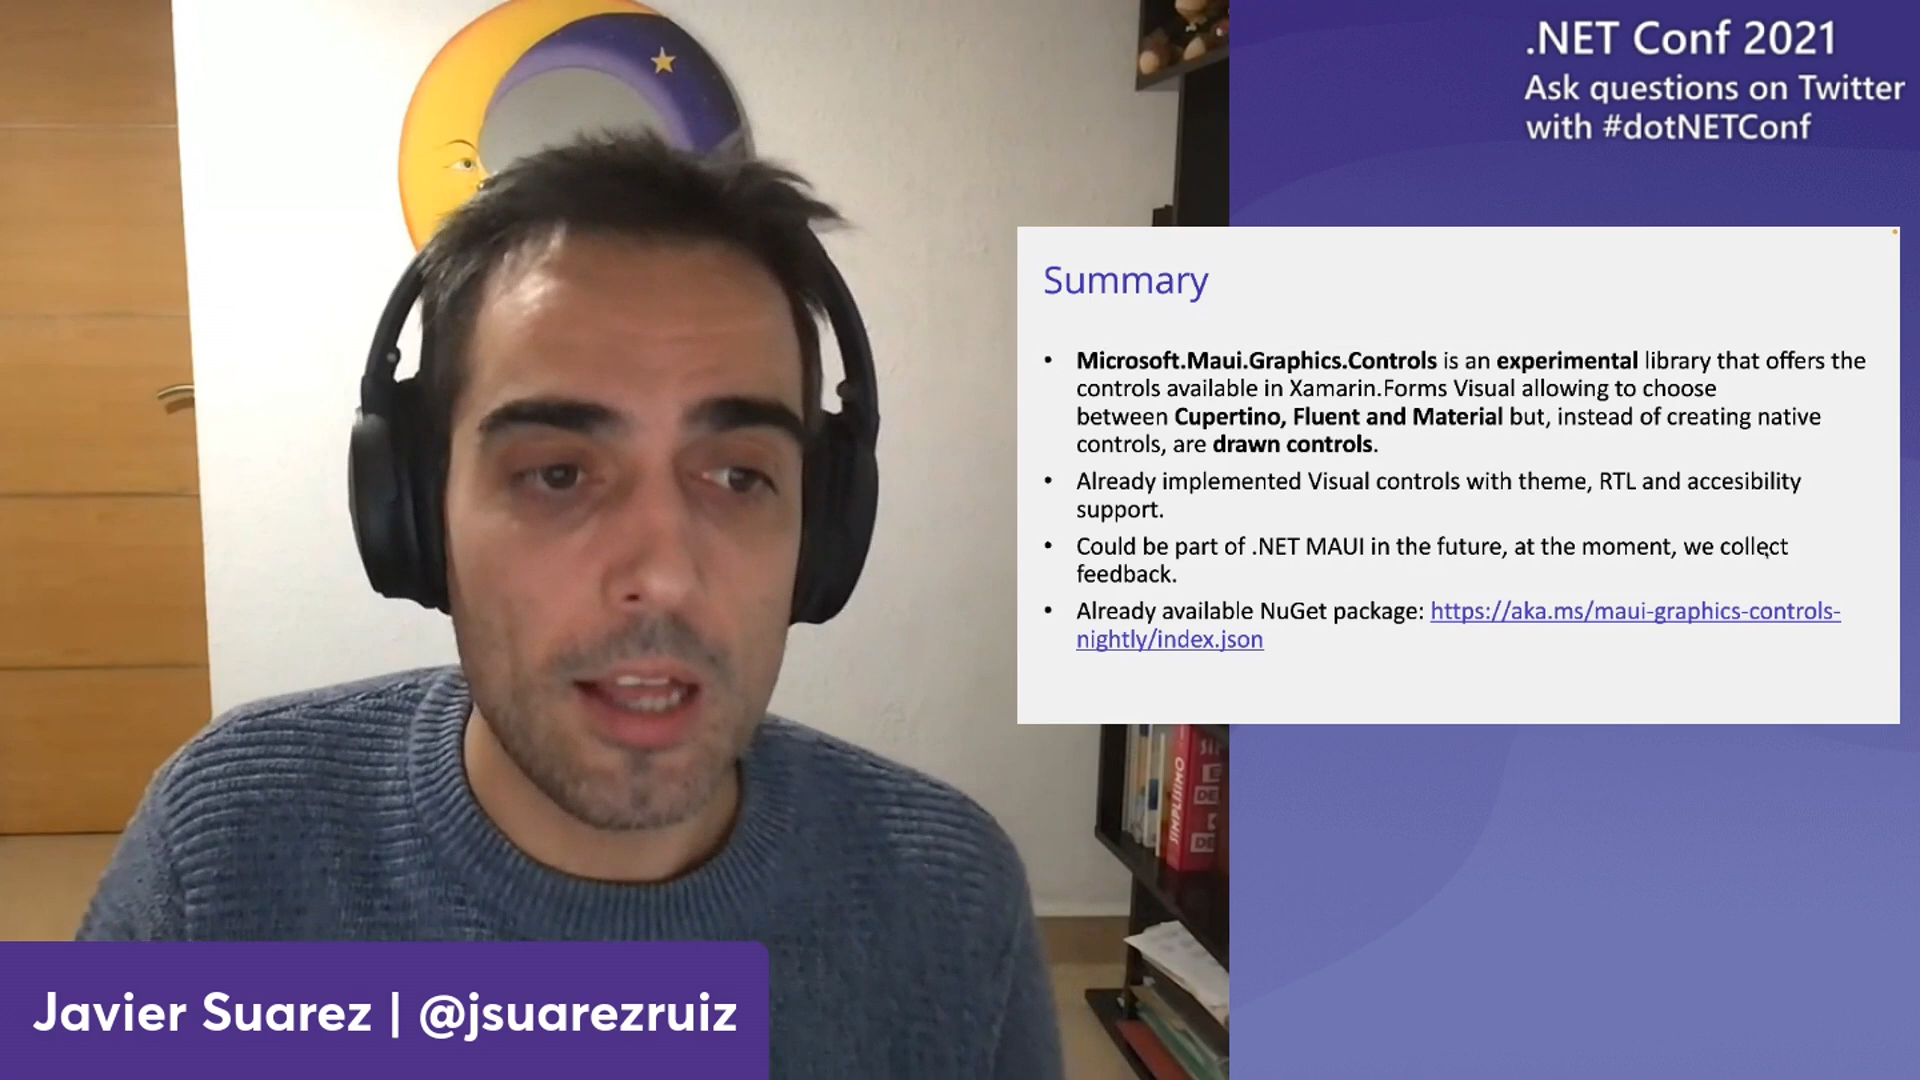 .NET Conf 2021
Ask questions on Twitter
with #dotNETConf
Summary
• Microsoft.Maui.Graphics.Controls is an experimental library that offers the
controls available in Xamarin.Forms Visual allowing to choose
between Cupertino, Fluent and Material but, instead of creating native
controls, are drawn controls.
• Already implemented Visual controls with theme, RTL and accesibility
support.
• Could be part of .NET MAUI in the future, at the moment, we collect
feedback.
• Already available NuGet package: https://aka.ms/maui-graphics-controls-
nightly/index.json
SIMPLÍSIMO
DE
DE
Javier Suarez | @jsuarezruiz